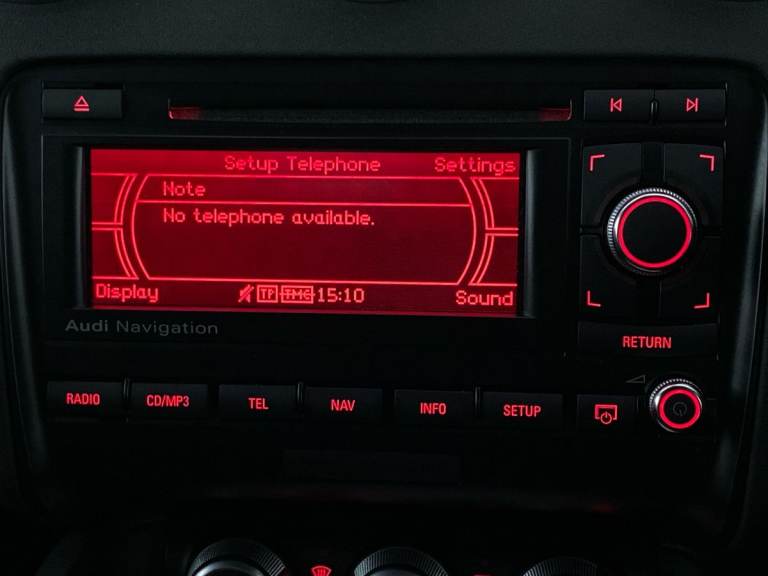 Setup Telephone Settings
Note
No telephone available.
Display TP TMC 15:10 Sound
Audi Navigation
RETURN
RADIO CD/MP3 TEL NAV INFO SETUP